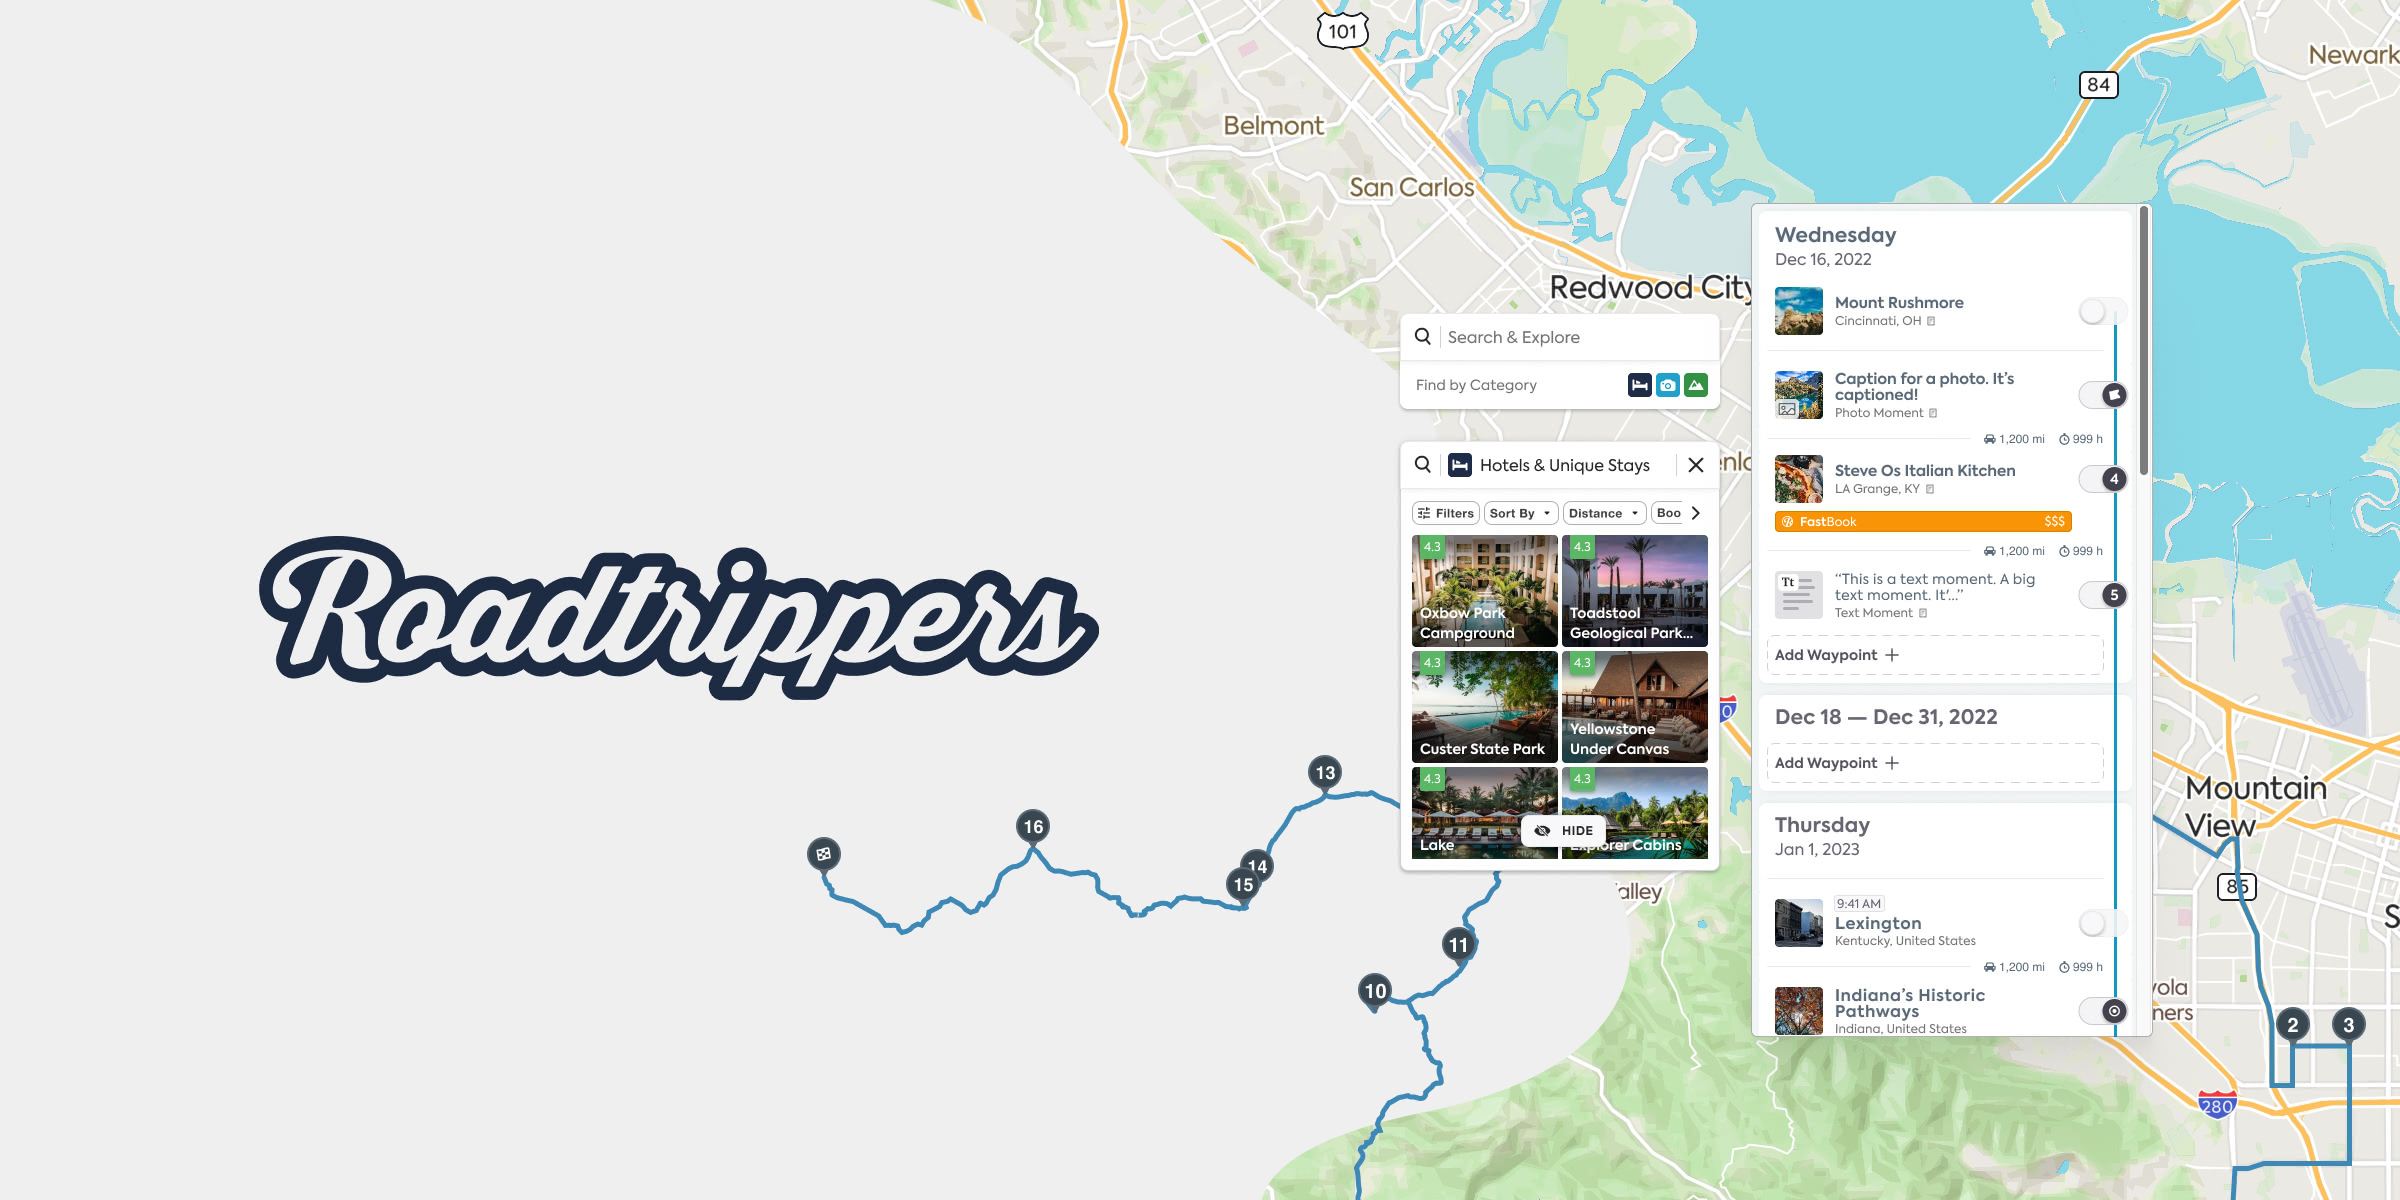 Roadtrippers
101
84
Newark
Belmont
San Carlos
Redwood City
Search & Explore
Find by Category
Hotels & Unique Stays
Filters
Sort By
Distance
Boo
4.3
Oxbow Park
Campground
4.3
Toadstool
Geological Park...
4.3
Custer State Park
4.3
Yellowstone
Under Canvas
4.3
Lake
4.3
Explorer Cabins
HIDE
Wednesday
Dec 16, 2022
Mount Rushmore
Cincinnati, OH
Caption for a photo. It’s
captioned!
Photo Moment
1,200 mi 999 h
Steve Os Italian Kitchen
LA Grange, KY
4
FastBook $$$
1,200 mi 999 h
Tt
“This is a text moment. A big
text moment. It’...”
Text Moment
5
Add Waypoint
Dec 18 — Dec 31, 2022
Add Waypoint
Thursday
Jan 1, 2023
9:41 AM
Lexington
Kentucky, United States
1,200 mi 999 h
Indiana’s Historic
Pathways
Indiana, United States
Mountain
View
85
alley
280
13
16
14
15
11
10
2
3